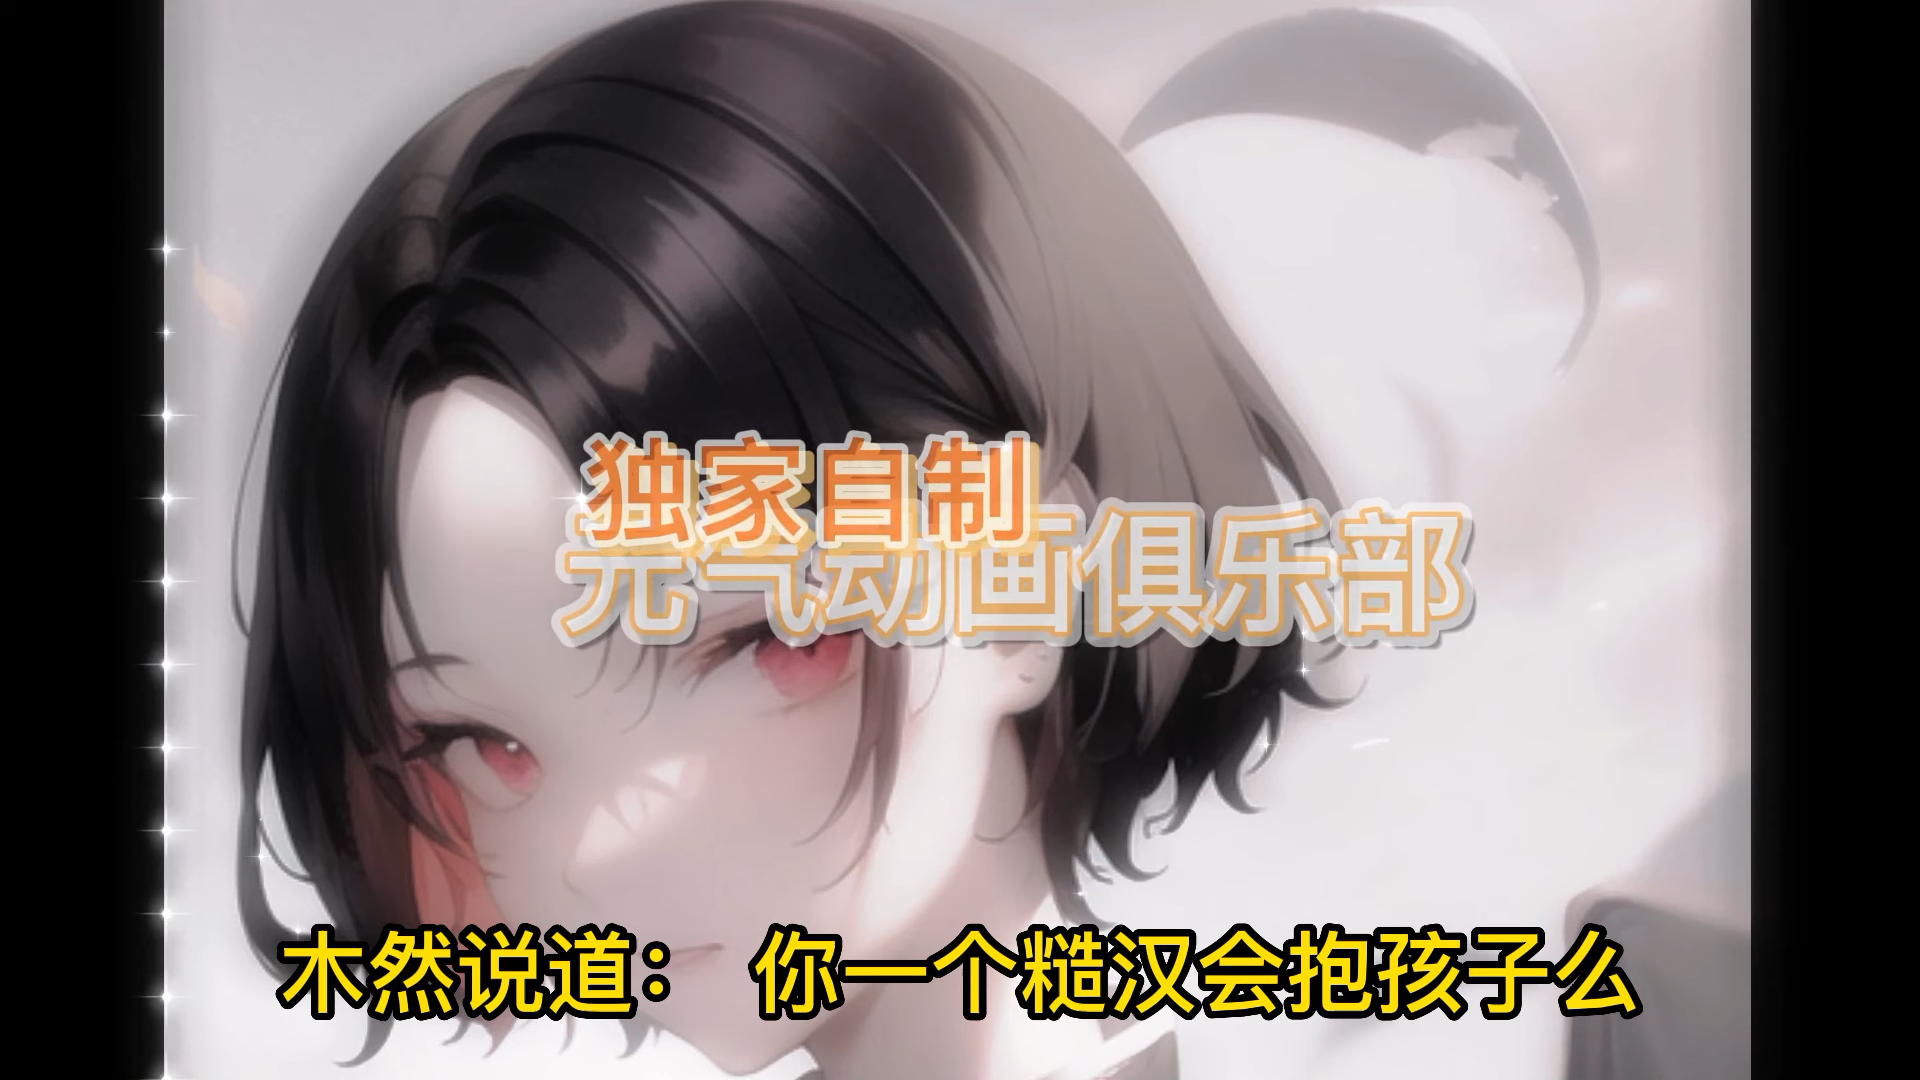 独家自制
元气动画俱乐部
木然说道： 你一个糙汉会抱孩子么